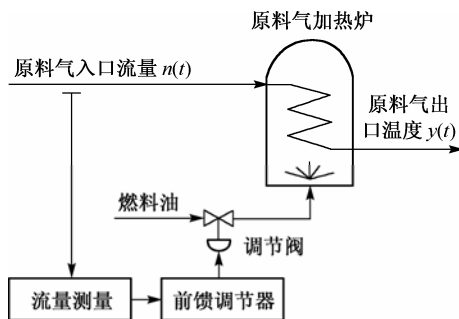 原料气加热炉
原料气入口流量 n(t)
原料气出
口温度 y(t)
燃料油
调节阀
流量测量
前馈调节器